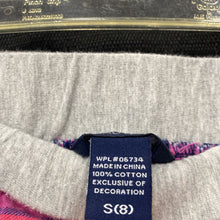 WPL #06734
MADE IN CHINA
100% COTTON
EXCLUSIVE OF
DECORATION
S(8)